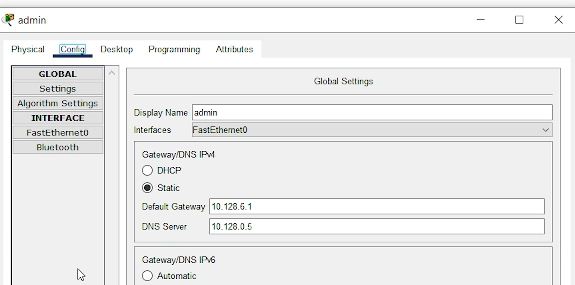 admin
Physical Config Desktop Programming Attributes
GLOBAL
Settings
Algorithm Settings
INTERFACE
FastEthernet0
Bluetooth
Global Settings
Display Name admin
Interfaces FastEthernet0
Gateway/DNS IPv4
DHCP
Static
Default Gateway 10.128.6.1
DNS Server 10.128.0.5
Gateway/DNS IPv6
Automatic